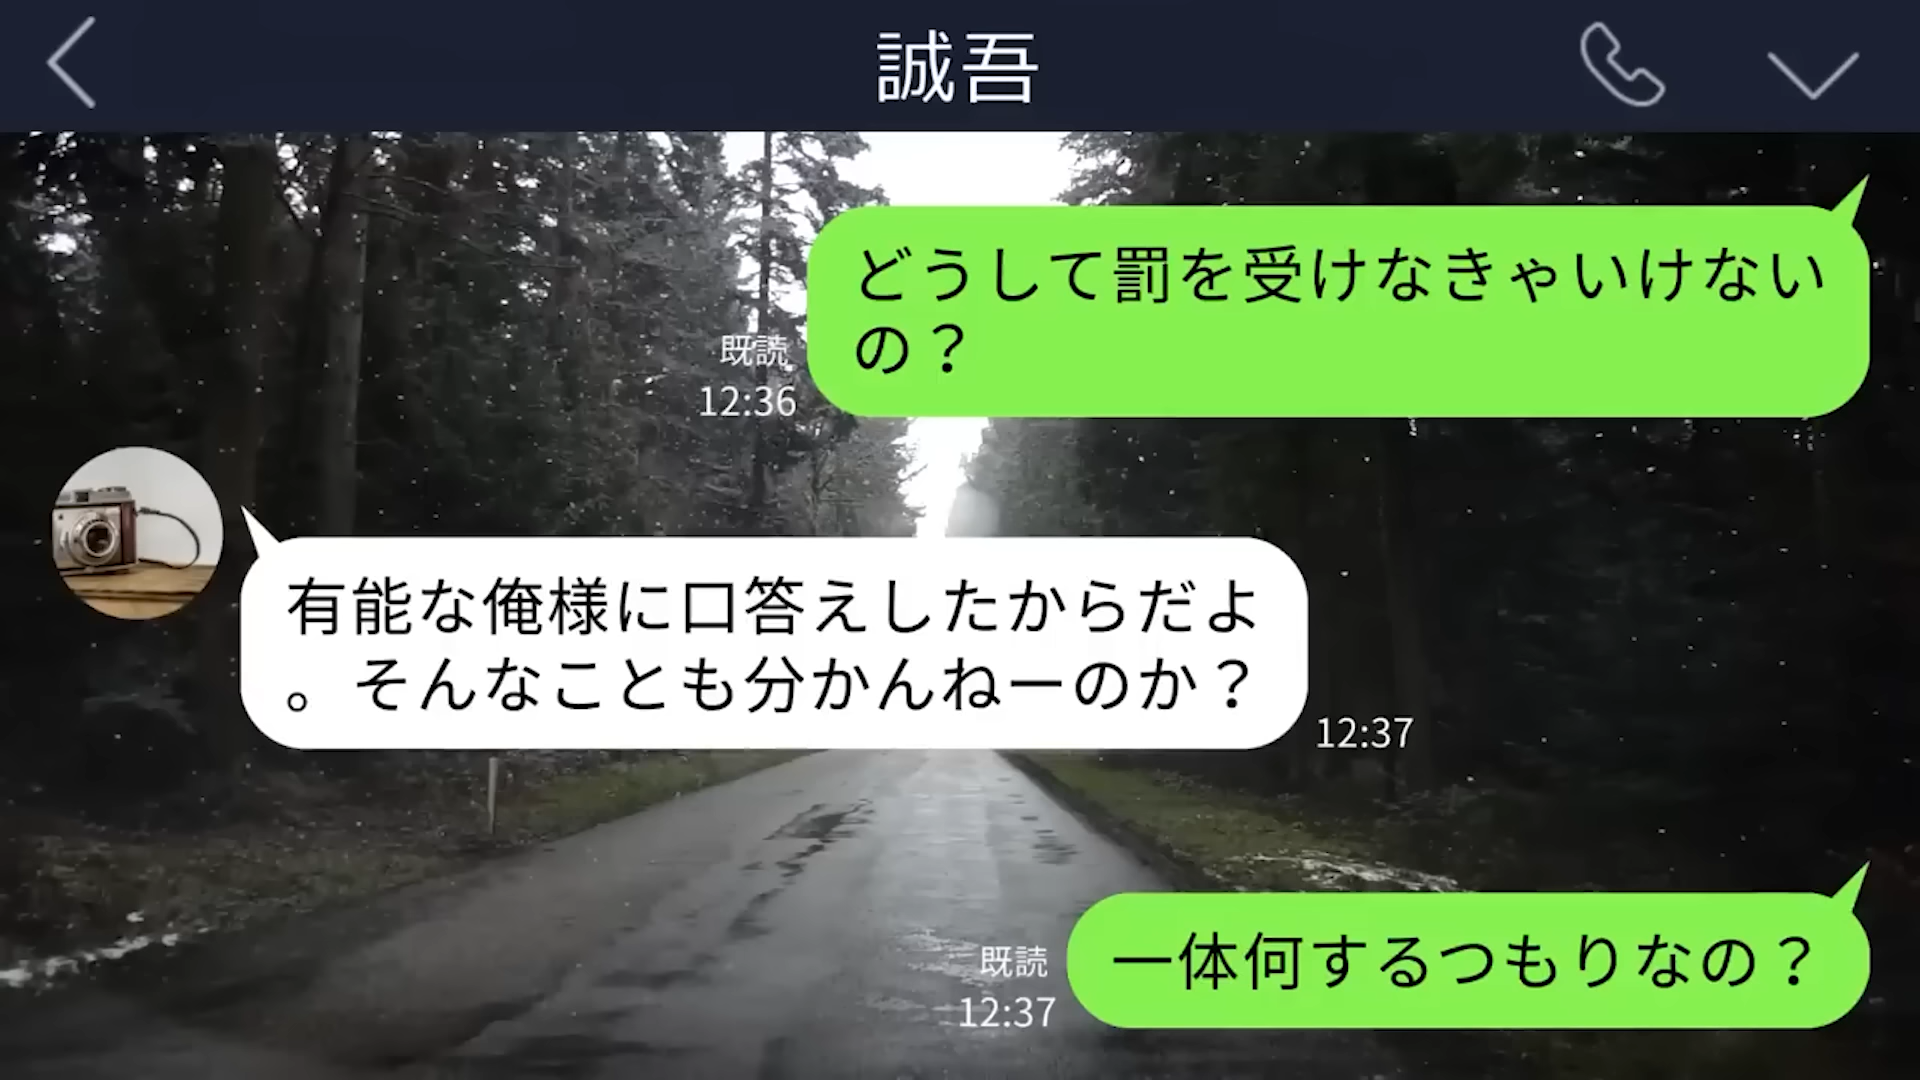 誠吾
どうして罰を受けなきゃいけない
の？
既読
12:36
有能な俺様に口答えしたからだよ
。そんなことも分かんねーのか？
12:37
一体何するつもりなの？
既読
12:37